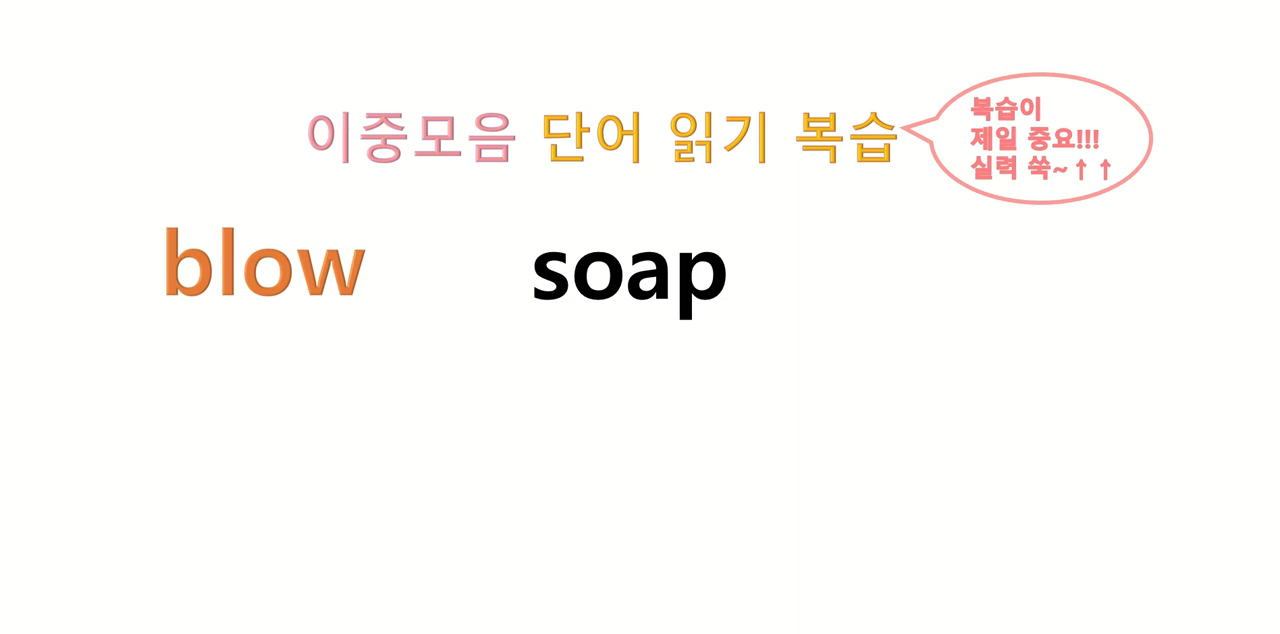 이중모음 단어 읽기 복습
복습이
제일 중요!!!
실력 쑥~↑↑
blow soap